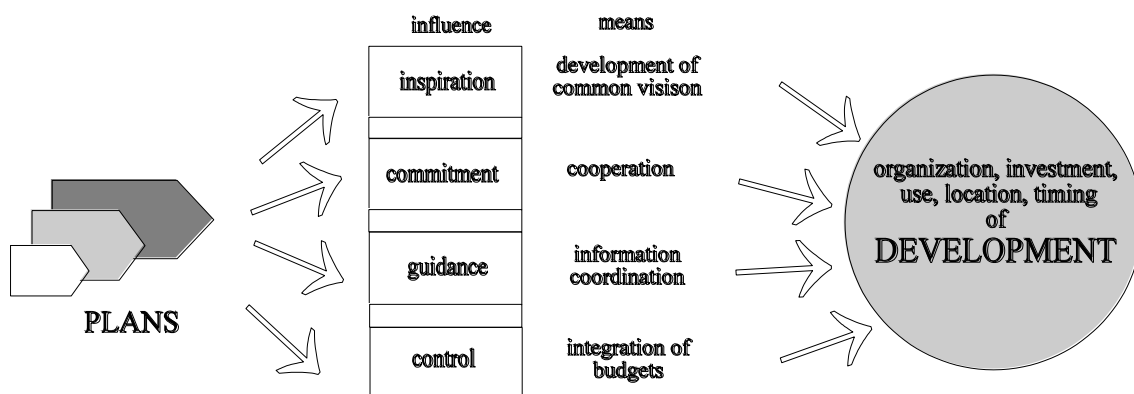 influence
means
inspiration
development of
common visison
commitment
cooperation
guidance
information
coordination
control
integration of
budgets
PLANS
organization, investment,
use, location, timing
of
DEVELOPMENT